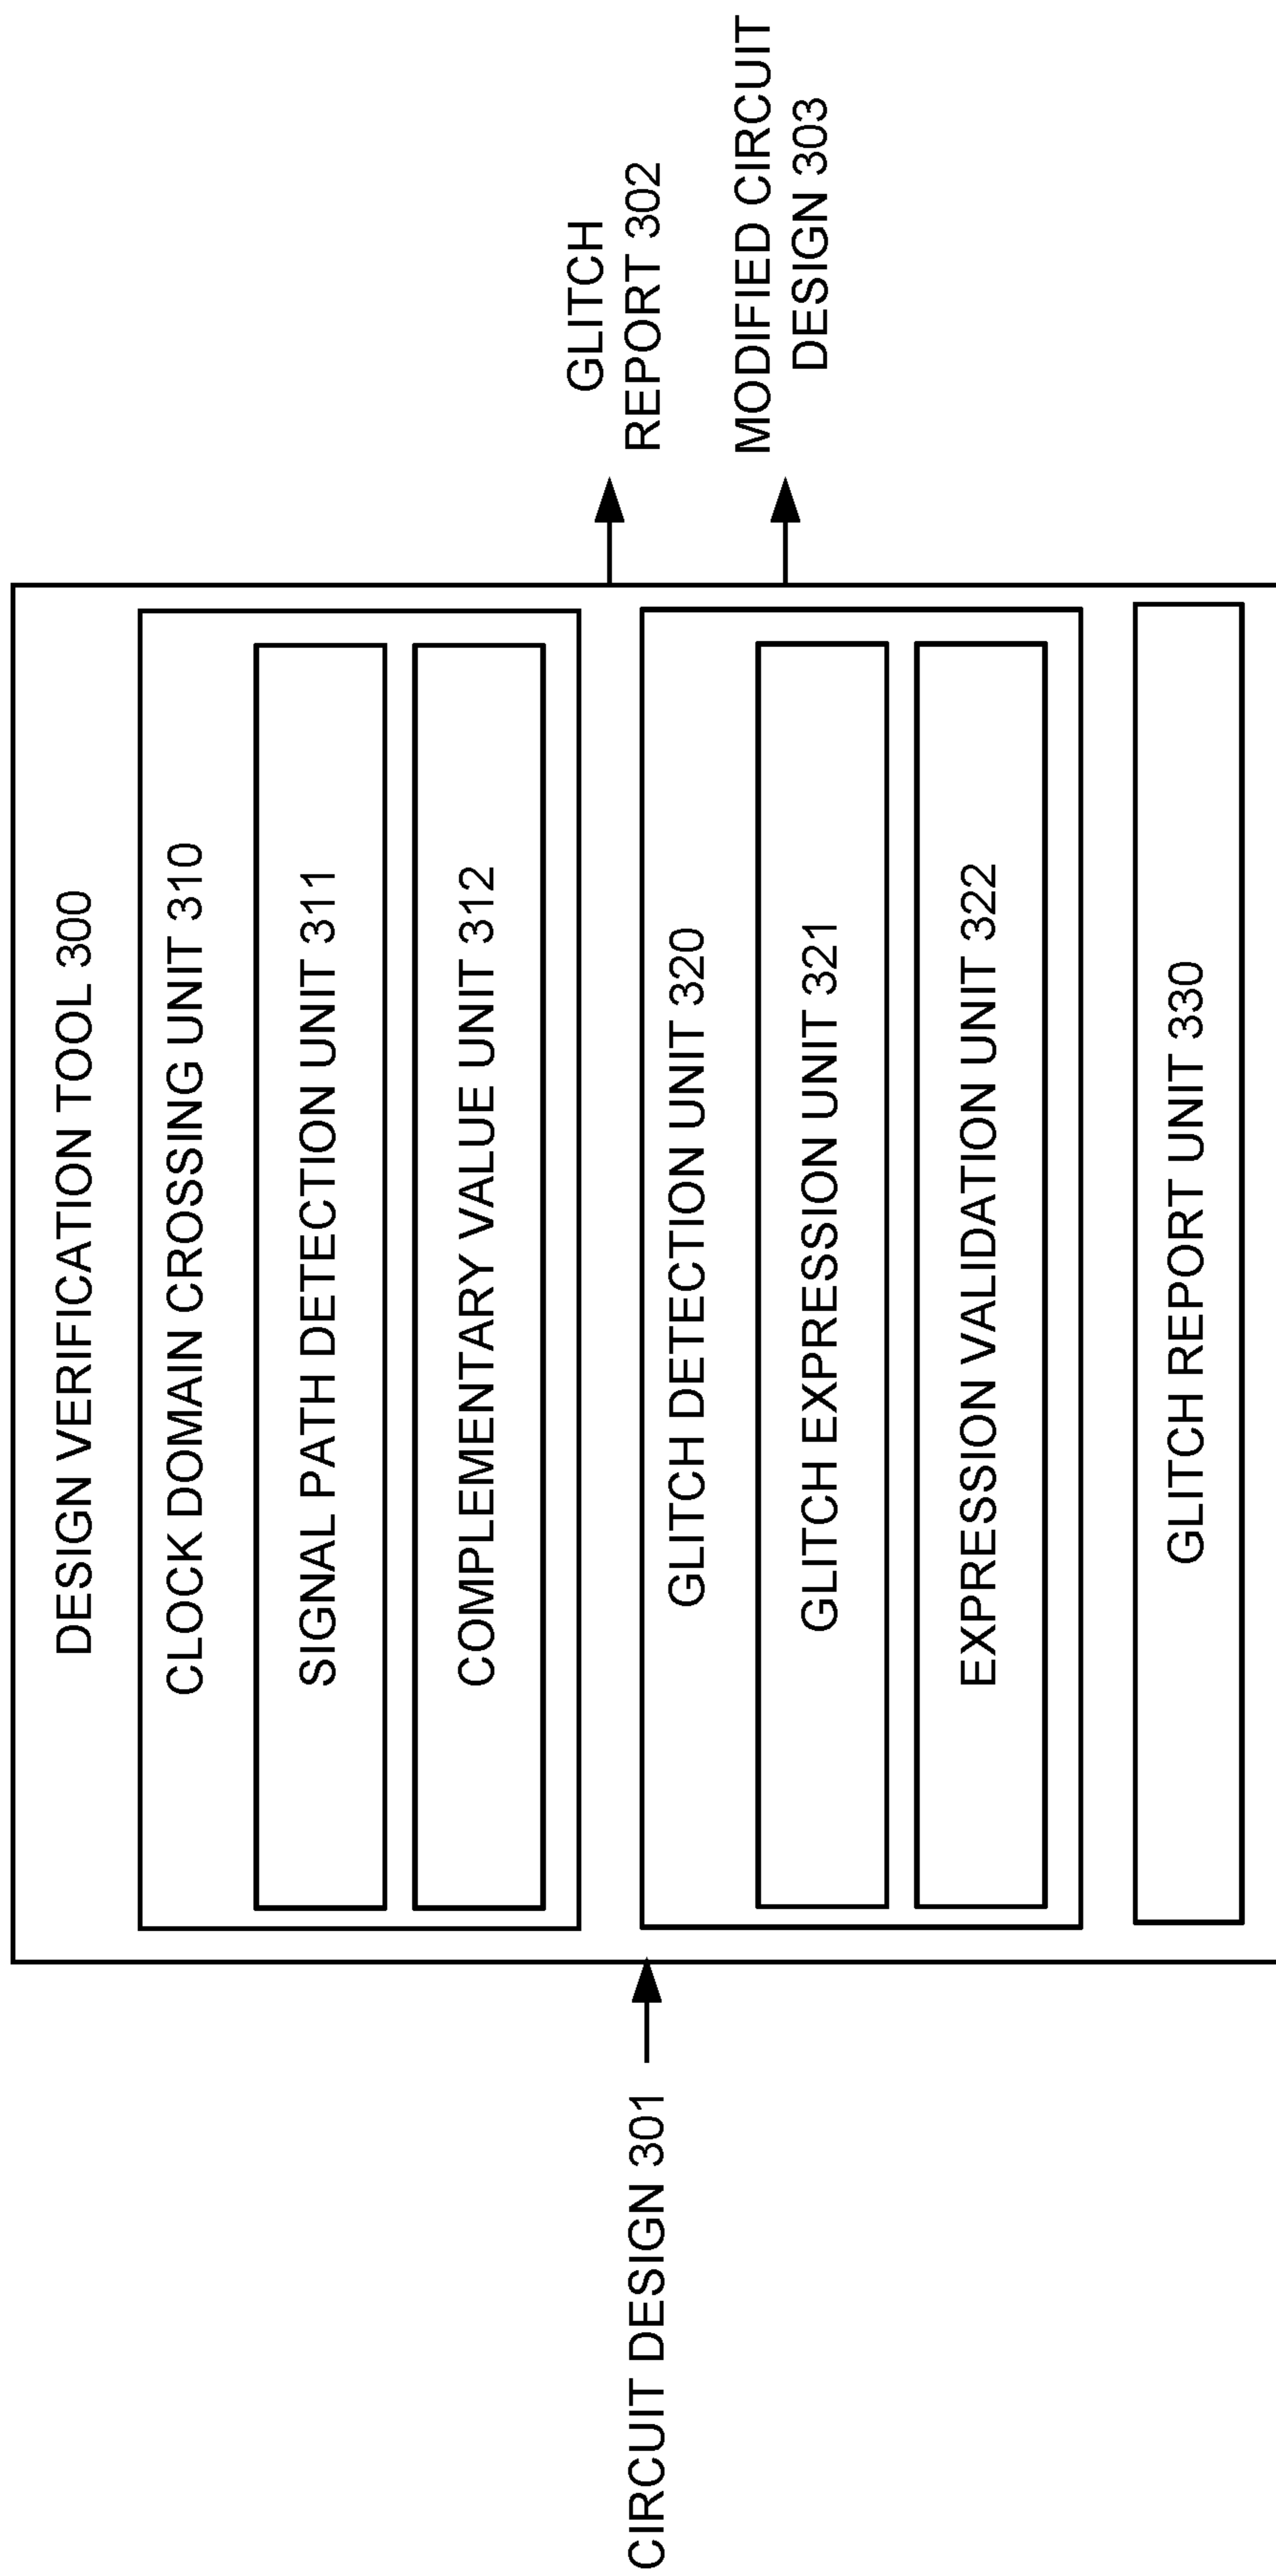 CIRCUIT DESIGN 301
DESIGN VERIFICATION TOOL 300
CLOCK DOMAIN CROSSING UNIT 310
SIGNAL PATH DETECTION UNIT 311
COMPLEMENTARY VALUE UNIT 312
GLITCH DETECTION UNIT 320
GLITCH EXPRESSION UNIT 321
EXPRESSION VALIDATION UNIT 322
GLITCH REPORT UNIT 330
GLITCH
REPORT 302
MODIFIED CIRCUIT
DESIGN 303